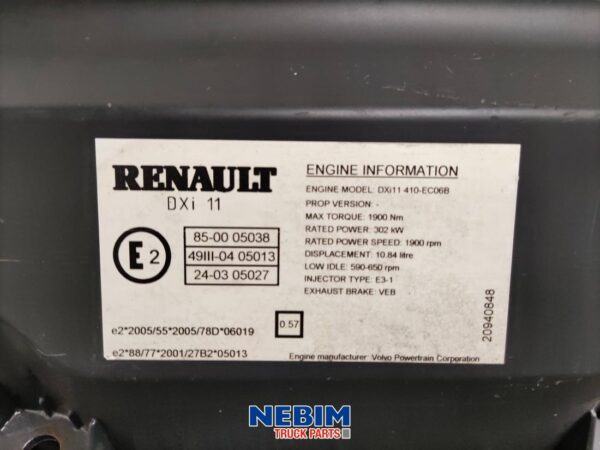 RENAULT
DXi 11
E2
85-00 05038
49III-04 05013
24-03 05027
e2*2005/55*2005/78D*06019
e2*88/77*2001/27B2*05013
0.57
ENGINE INFORMATION
ENGINE MODEL: DXi11 410-EC06B
PROP VERSION: -
MAX TORQUE: 1900 Nm
RATED POWER: 302 kW
RATED POWER SPEED: 1900 rpm
DISPLACEMENT: 10.84 litre
LOW IDLE: 590-650 rpm
INJECTOR TYPE: E3-1
EXHAUST BRAKE: VEB
Engine manufacturer: Volvo Powertrain Corporation
20940848
NEBIM
TRUCK PARTS